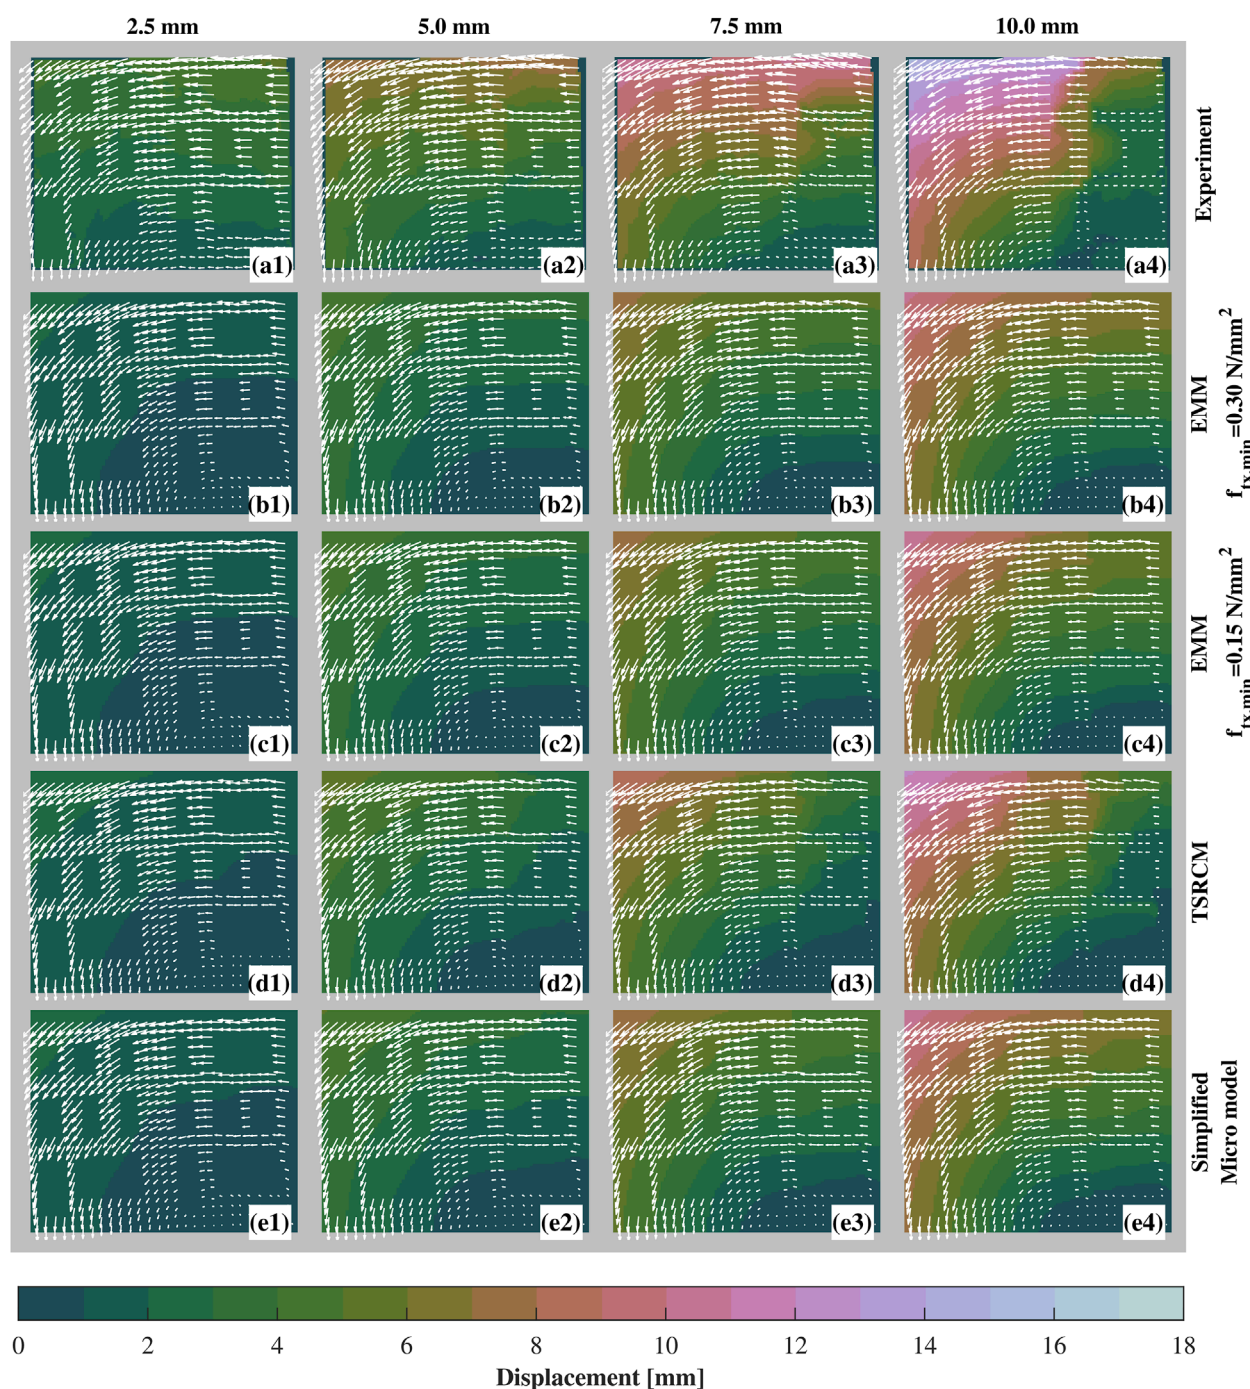 2.5 mm 5.0 mm 7.5 mm 10.0 mm
(a1) (a2) (a3) (a4)
Experiment
(b1) (b2) (b3) (b4)
EMM
f_tx,min=0.30 N/mm²
(c1) (c2) (c3) (c4)
EMM
f_tx,min=0.15 N/mm²
(d1) (d2) (d3) (d4)
TSRCM
(e1) (e2) (e3) (e4)
Simplified
Micro model
0 2 4 6 8 10 12 14 16 18
Displacement [mm]